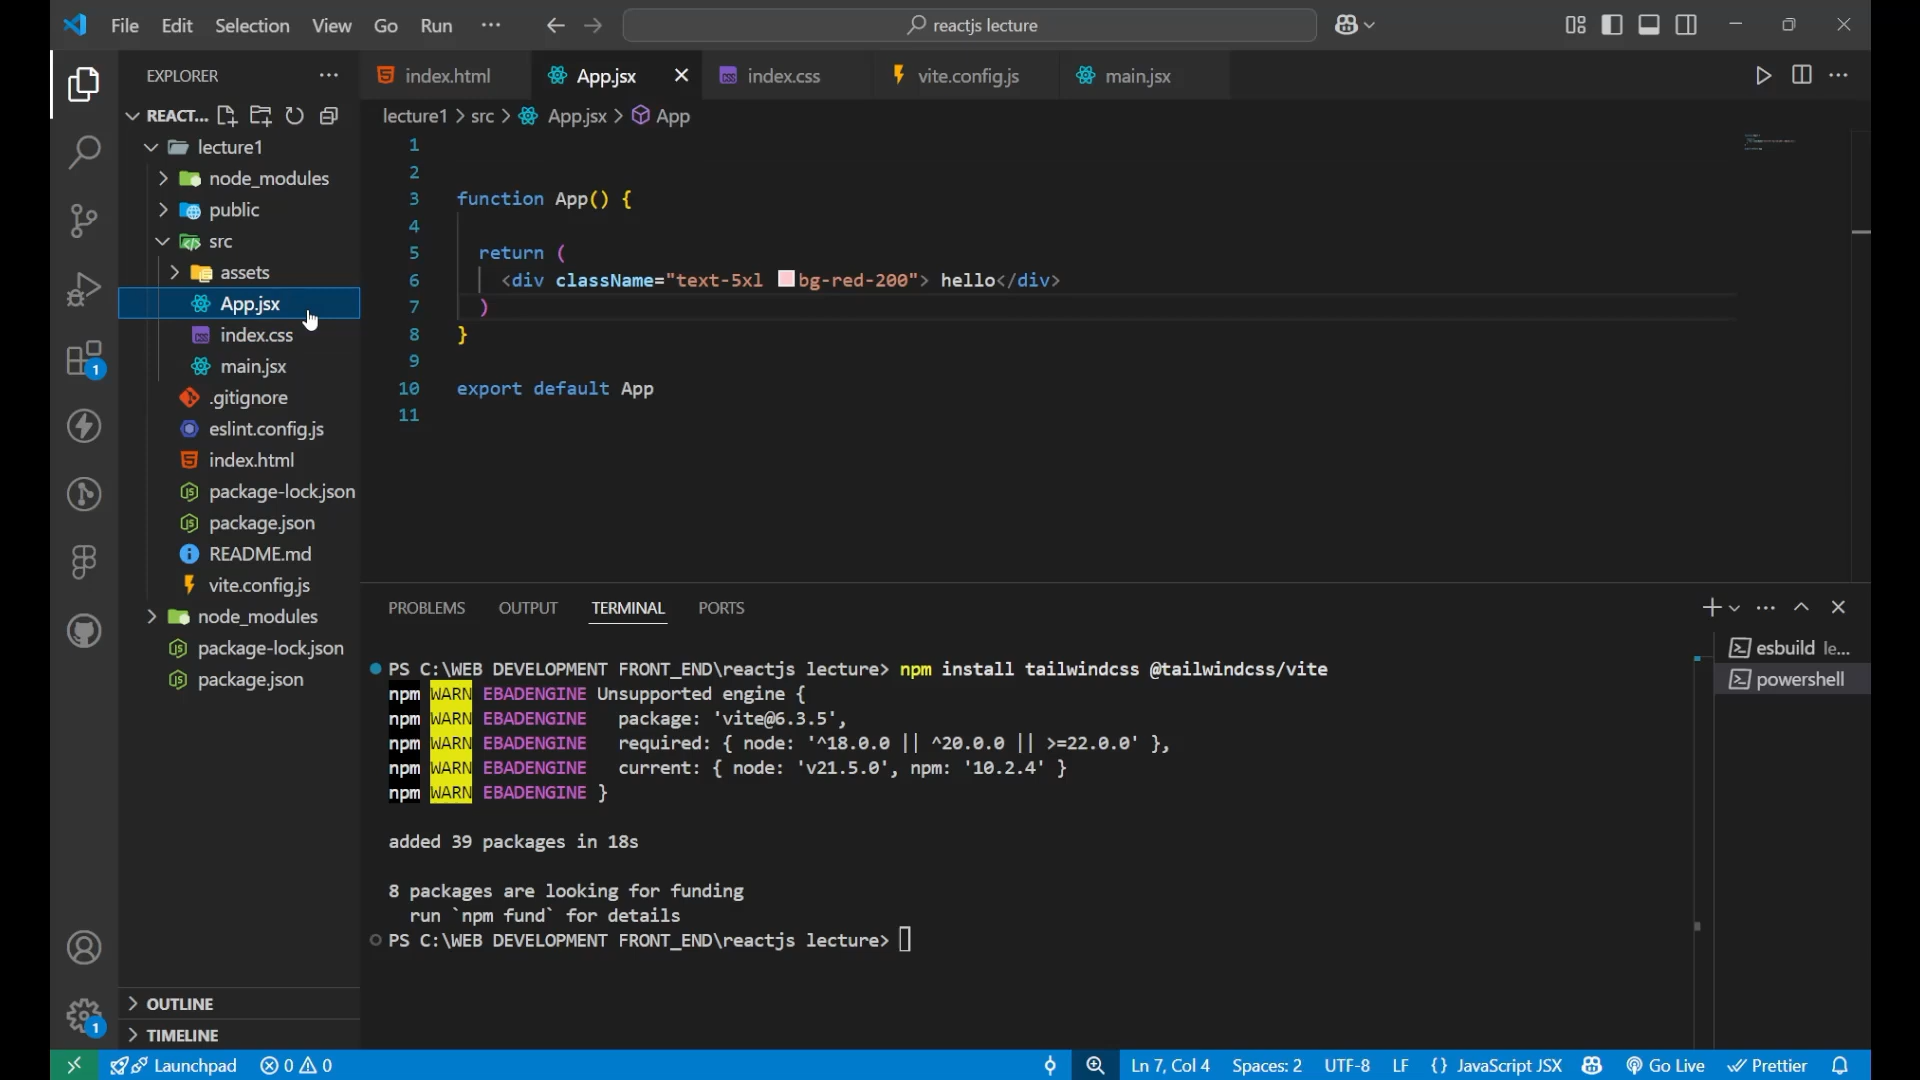 File Edit Selection View Go Run ··· reactjs lecture
EXPLORER ···
index.html App.jsx index.css vite.config.js main.jsx
REACT...
lecture1 > src > App.jsx > App
lecture1
node_modules
public
src
assets
App.jsx
index.css
main.jsx
.gitignore
eslint.config.js
index.html
package-lock.json
package.json
README.md
vite.config.js
node_modules
package-lock.json
package.json
OUTLINE
TIMELINE
1
1
1
2
3 function App() {
4
5 return (
6 <div className="text-5xl bg-red-200"> hello</div>
7 )
8 }
9
10 export default App
11
PROBLEMS OUTPUT TERMINAL PORTS
esbuild le...
powershell
PS C:\WEB DEVELOPMENT FRONT_END\reactjs lecture> npm install tailwindcss @tailwindcss/vite
npm WARN EBADENGINE Unsupported engine {
npm WARN EBADENGINE package: 'vite@6.3.5',
npm WARN EBADENGINE required: { node: '^18.0.0 || ^20.0.0 || >=22.0.0' },
npm WARN EBADENGINE current: { node: 'v21.5.0', npm: '10.2.4' }
npm WARN EBADENGINE }
added 39 packages in 18s
8 packages are looking for funding
run `npm fund` for details
PS C:\WEB DEVELOPMENT FRONT_END\reactjs lecture>
Launchpad 0 0 Ln 7, Col 4 Spaces: 2 UTF-8 LF {} JavaScript JSX Go Live Prettier